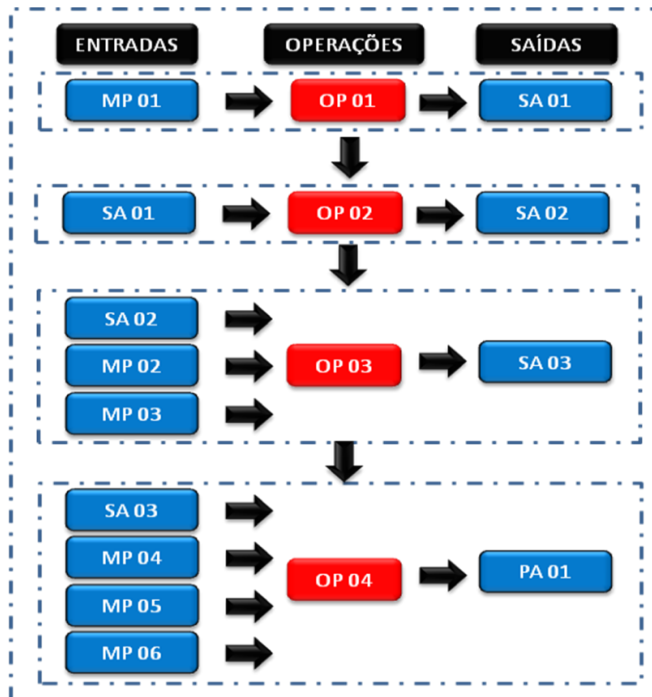 ENTRADAS OPERAÇÕES SAÍDAS
MP 01 OP 01 SA 01
SA 01 OP 02 SA 02
SA 02
MP 02 OP 03 SA 03
MP 03
SA 03
MP 04
OP 04 PA 01
MP 05
MP 06